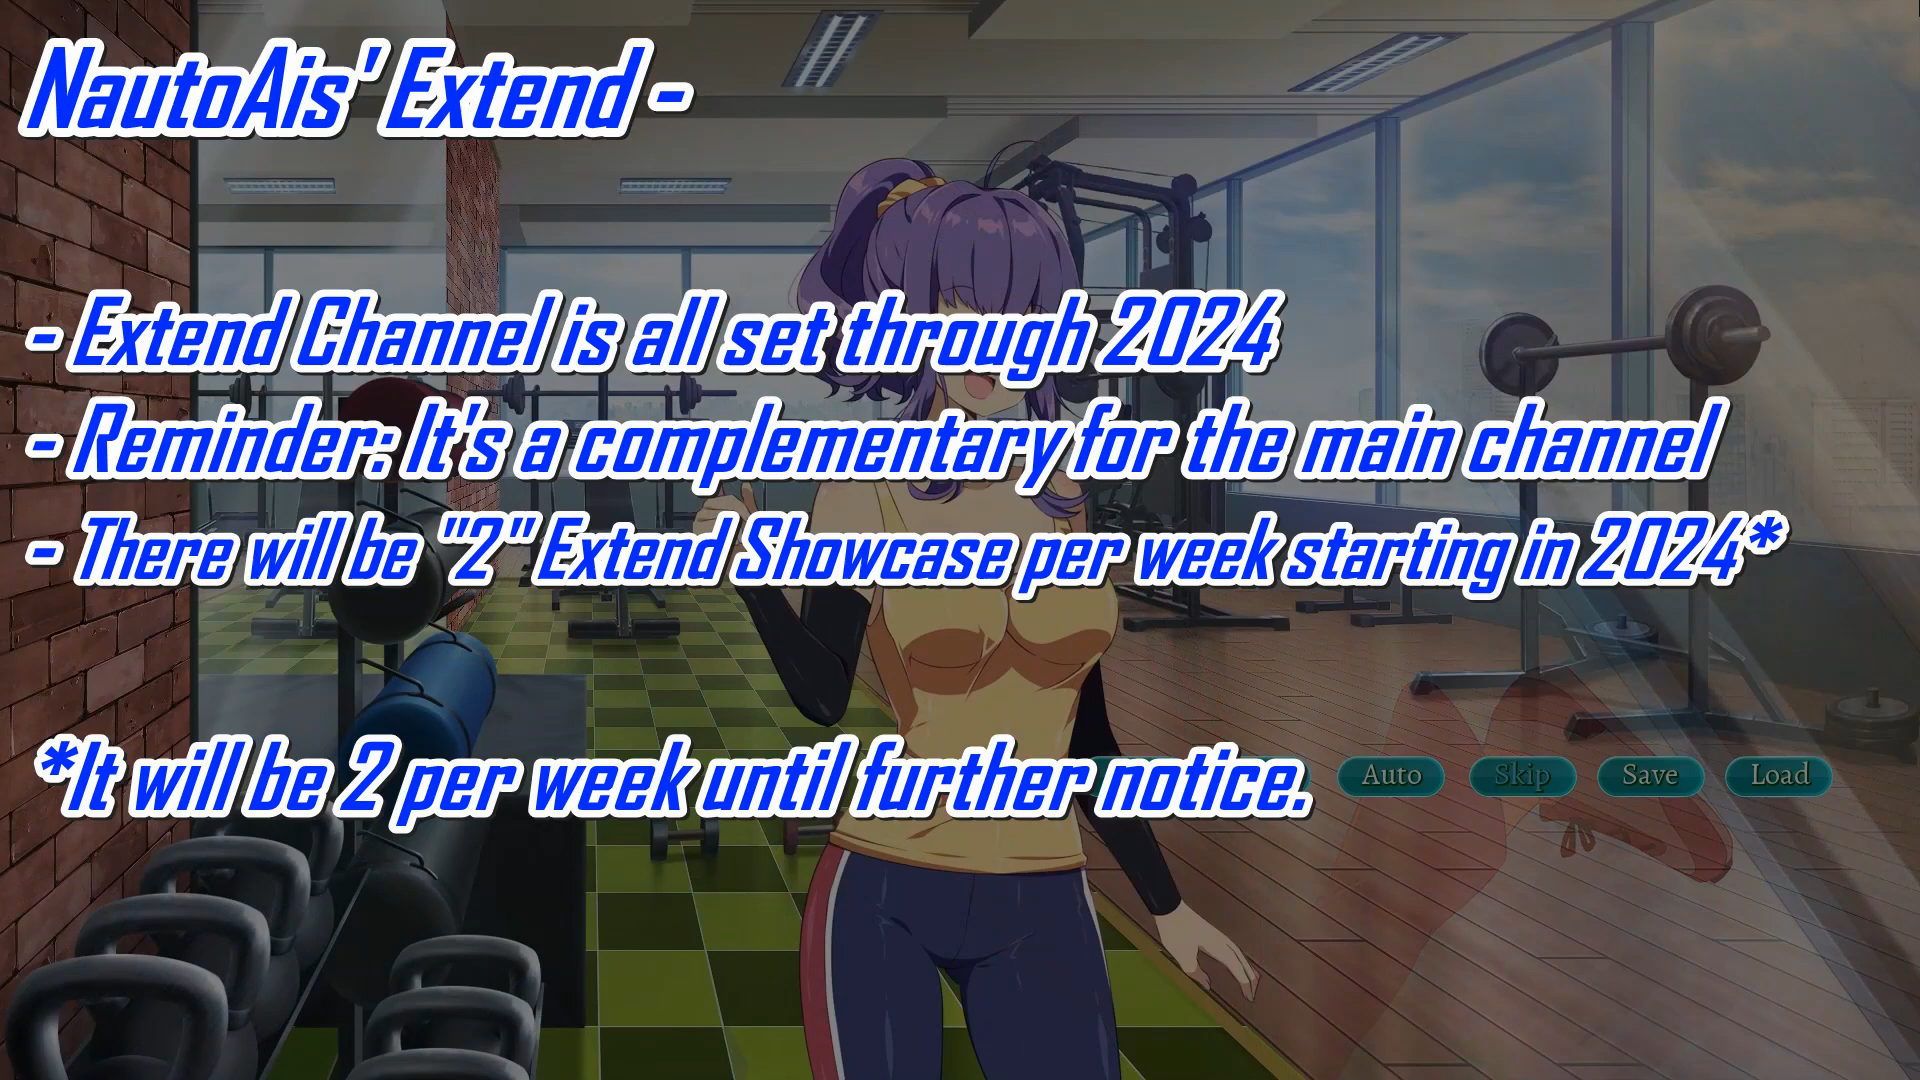 NautoAis' Extend -
- Extend Channel is all set through 2024
- Reminder: It's a complementary for the main channel
- There will be "2" Extend Showcase per week starting in 2024*
*It will be 2 per week until further notice.
Auto Skip Save Load